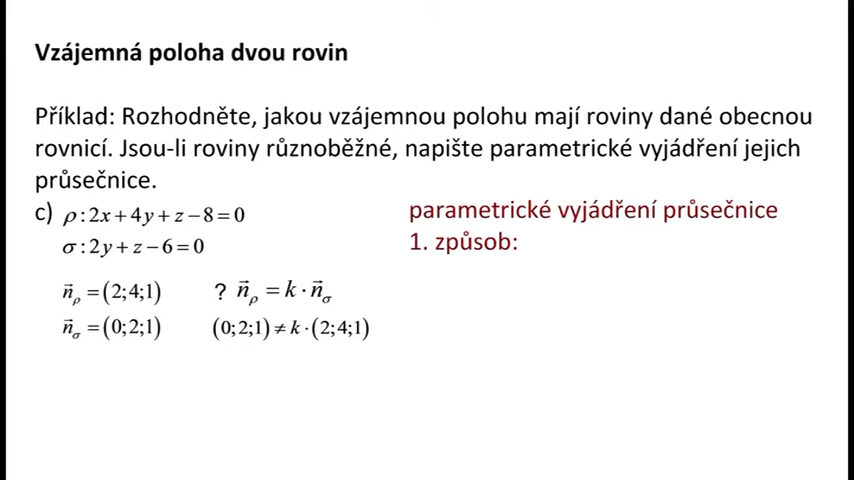 Vzájemná poloha dvou rovin
Příklad: Rozhodněte, jakou vzájemnou polohu mají roviny dané obecnou
rovnicí. Jsou-li roviny různoběžné, napište parametrické vyjádření jejich
průsečnice.
c) ρ : 2x + 4y + z − 8 = 0
σ : 2y + z − 6 = 0
n⃗ρ = (2;4;1) ? n⃗ρ = k · n⃗σ
n⃗σ = (0;2;1) (0;2;1) ≠ k · (2;4;1)
parametrické vyjádření průsečnice
1. způsob: